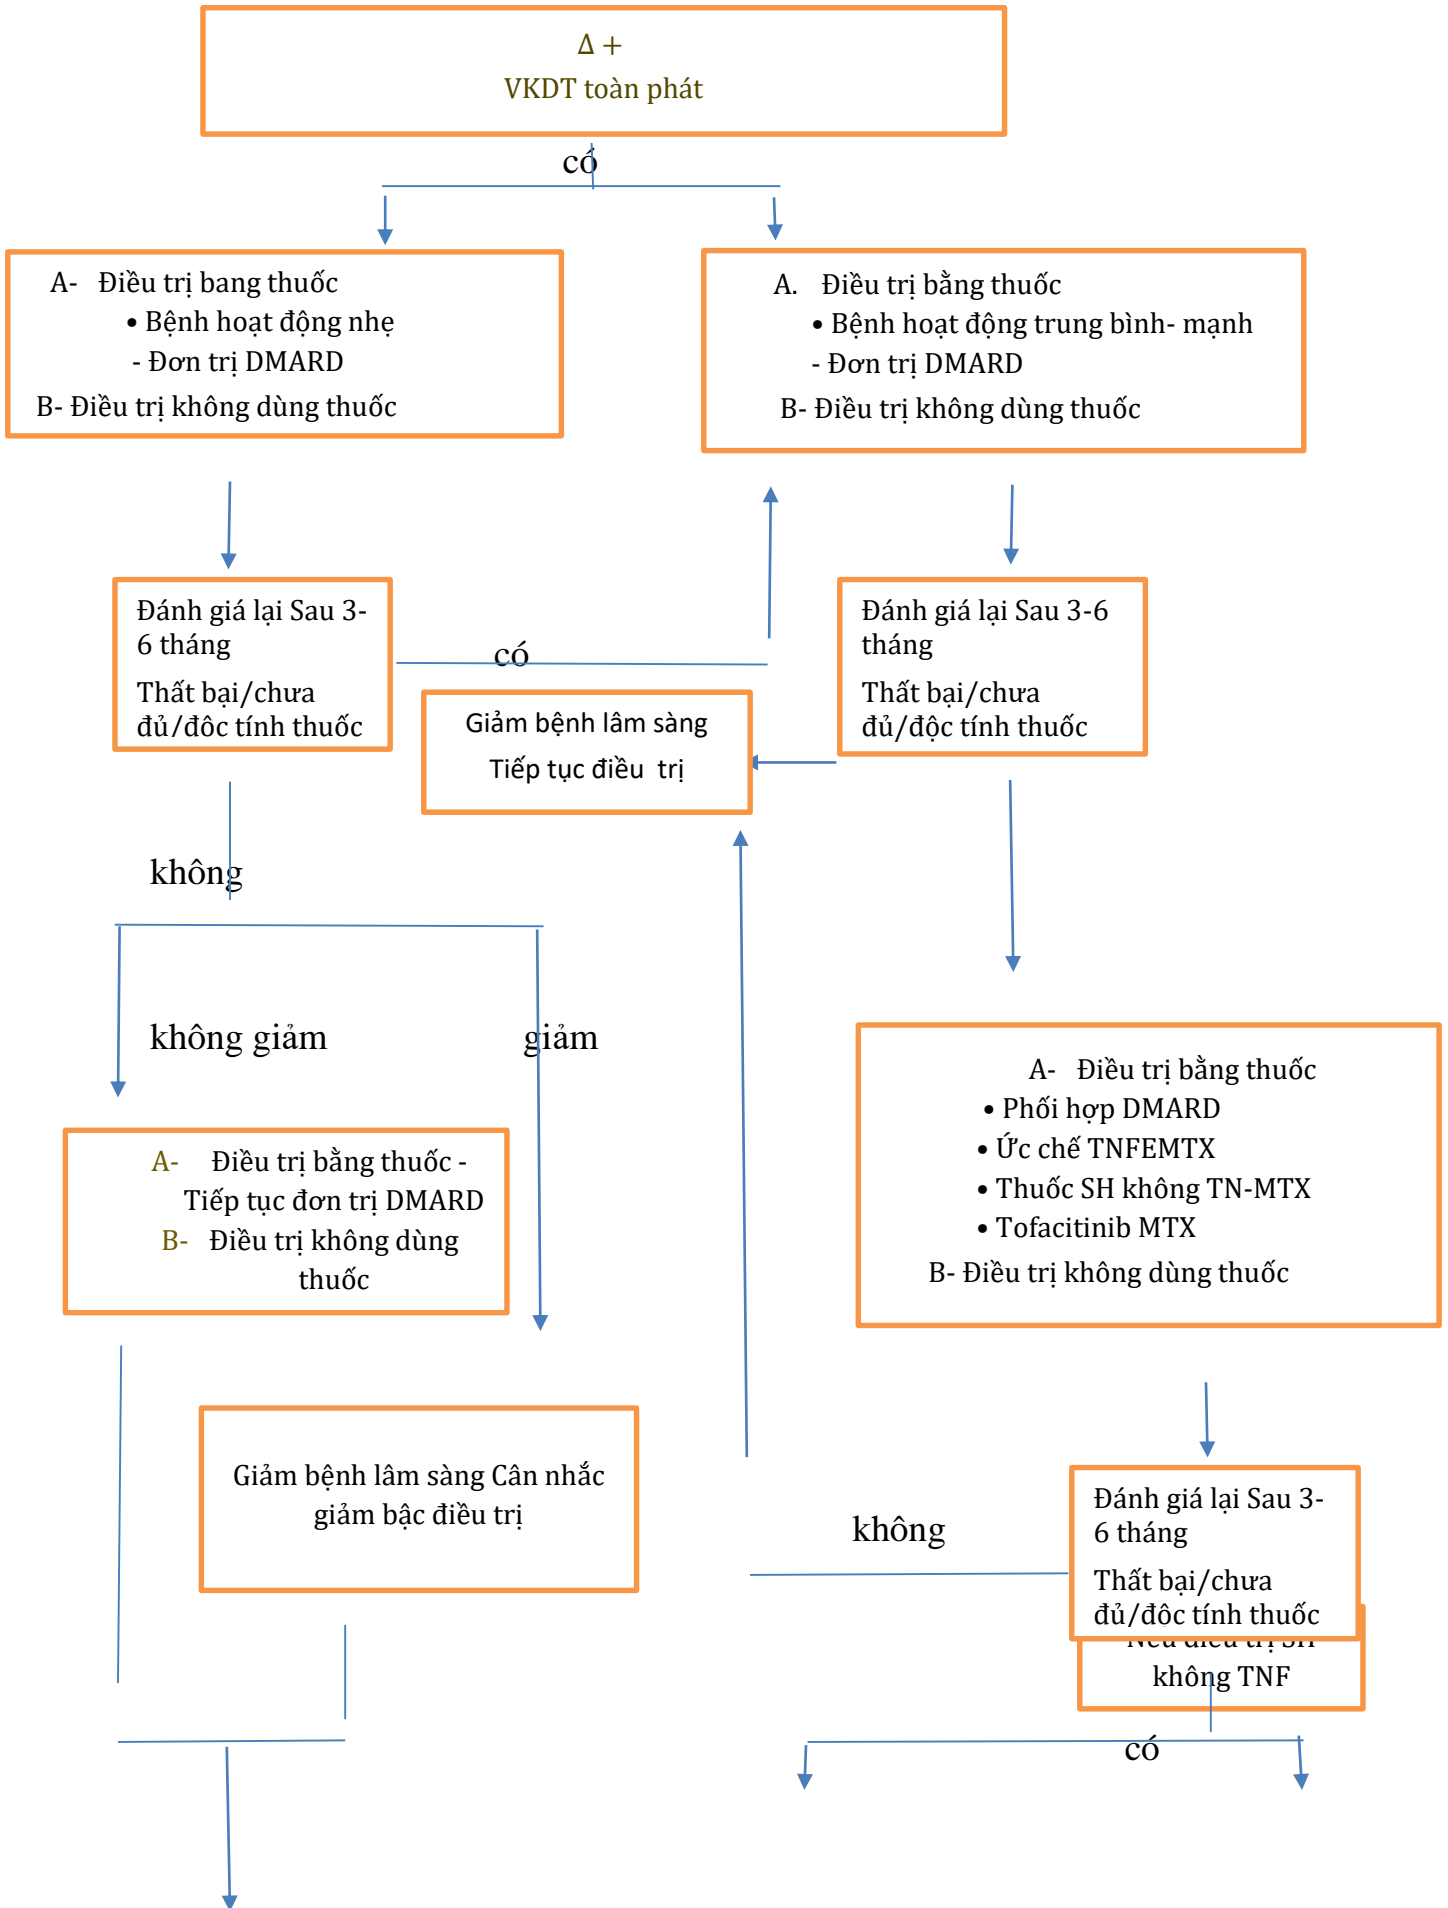 Δ +
VKDT toàn phát
có
A- Điều trị bang thuốc
• Bệnh hoạt động nhẹ
- Đơn trị DMARD
B- Điều trị không dùng thuốc
A. Điều trị bằng thuốc
• Bệnh hoạt động trung bình- mạnh
- Đơn trị DMARD
B- Điều trị không dùng thuốc
Đánh giá lại Sau 3-
6 tháng
Thất bại/chưa
đủ/đôc tính thuốc
có
Giảm bệnh lâm sàng
Tiếp tục điều trị
Đánh giá lại Sau 3-6
tháng
Thất bại/chưa
đủ/độc tính thuốc
không
không giảm
giảm
A- Điều trị bằng thuốc -
Tiếp tục đơn trị DMARD
B- Điều trị không dùng
thuốc
A- Điều trị bằng thuốc
• Phối hợp DMARD
• Ức chế TNFEMTX
• Thuốc SH không TN-MTX
• Tofacitinib MTX
B- Điều trị không dùng thuốc
Giảm bệnh lâm sàng Cân nhắc
giảm bậc điều trị
không
Đánh giá lại Sau 3-
6 tháng
Thất bại/chưa
đủ/đôc tính thuốc
không TNF
có